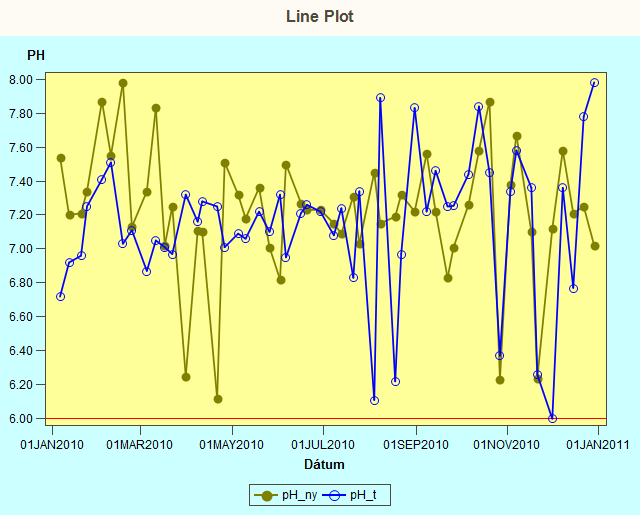 Line Plot
PH
8.00
7.80
7.60
7.40
7.20
7.00
6.80
6.60
6.40
6.20
6.00
01JAN2010 01MAR2010 01MAY2010 01JUL2010 01SEP2010 01NOV2010 01JAN2011
Dátum
pH_ny pH_t